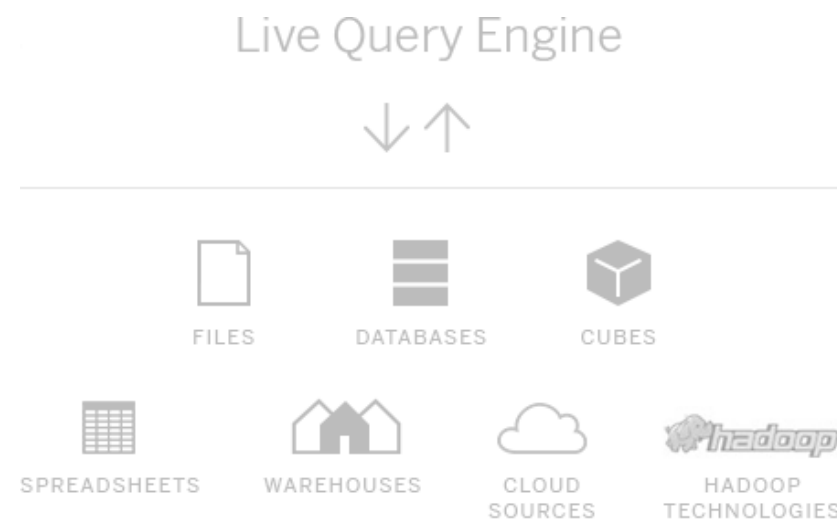 Live Query Engine
FILES DATABASES CUBES
hadoop
SPREADSHEETS WAREHOUSES CLOUD SOURCES HADOOP TECHNOLOGIES